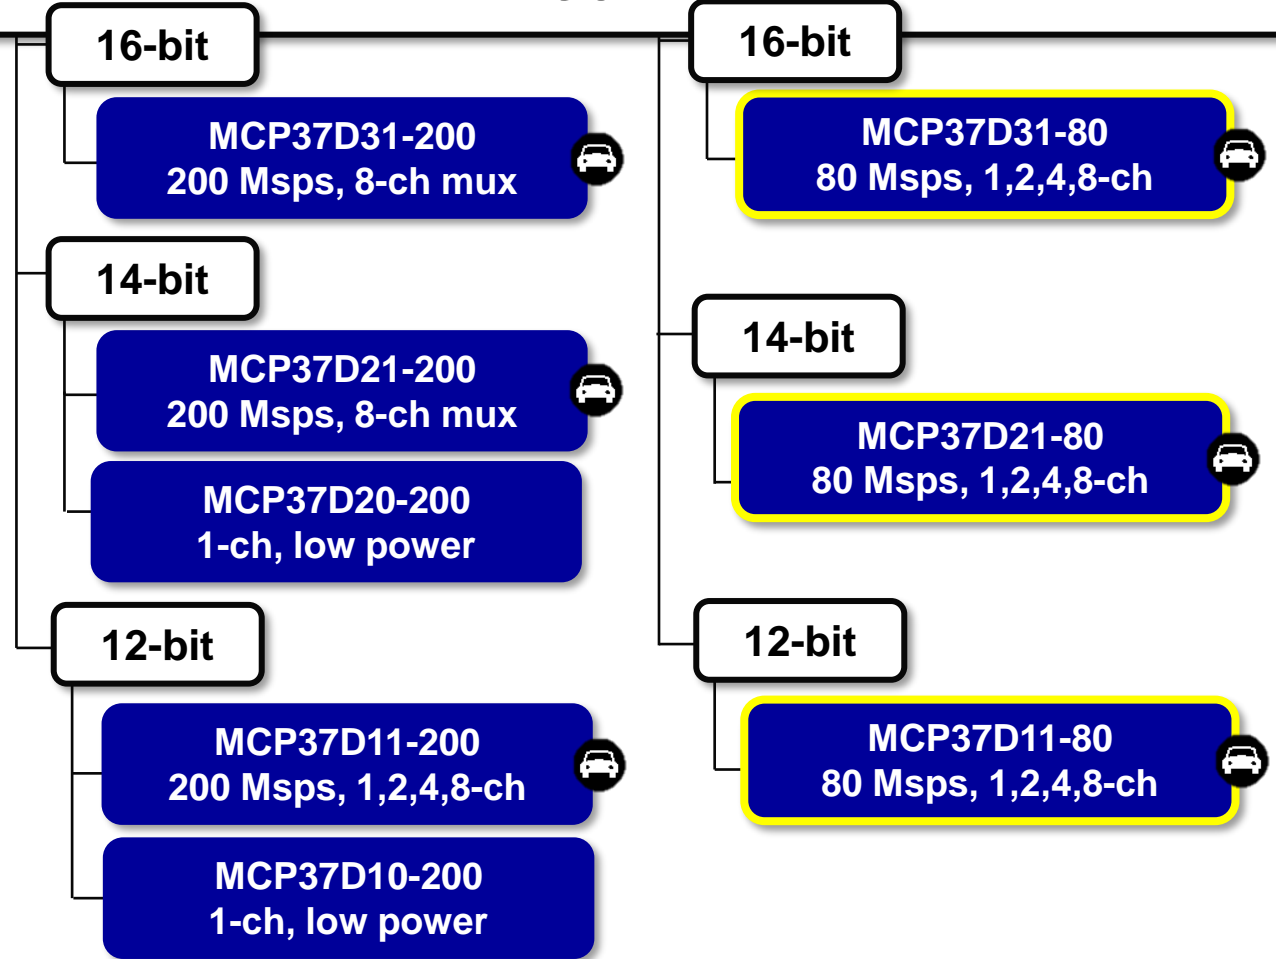 16-bit
MCP37D31-200
200 Msps, 8-ch mux
14-bit
MCP37D21-200
200 Msps, 8-ch mux
MCP37D20-200
1-ch, low power
12-bit
MCP37D11-200
200 Msps, 1,2,4,8-ch
MCP37D10-200
1-ch, low power
16-bit
MCP37D31-80
80 Msps, 1,2,4,8-ch
14-bit
MCP37D21-80
80 Msps, 1,2,4,8-ch
12-bit
MCP37D11-80
80 Msps, 1,2,4,8-ch